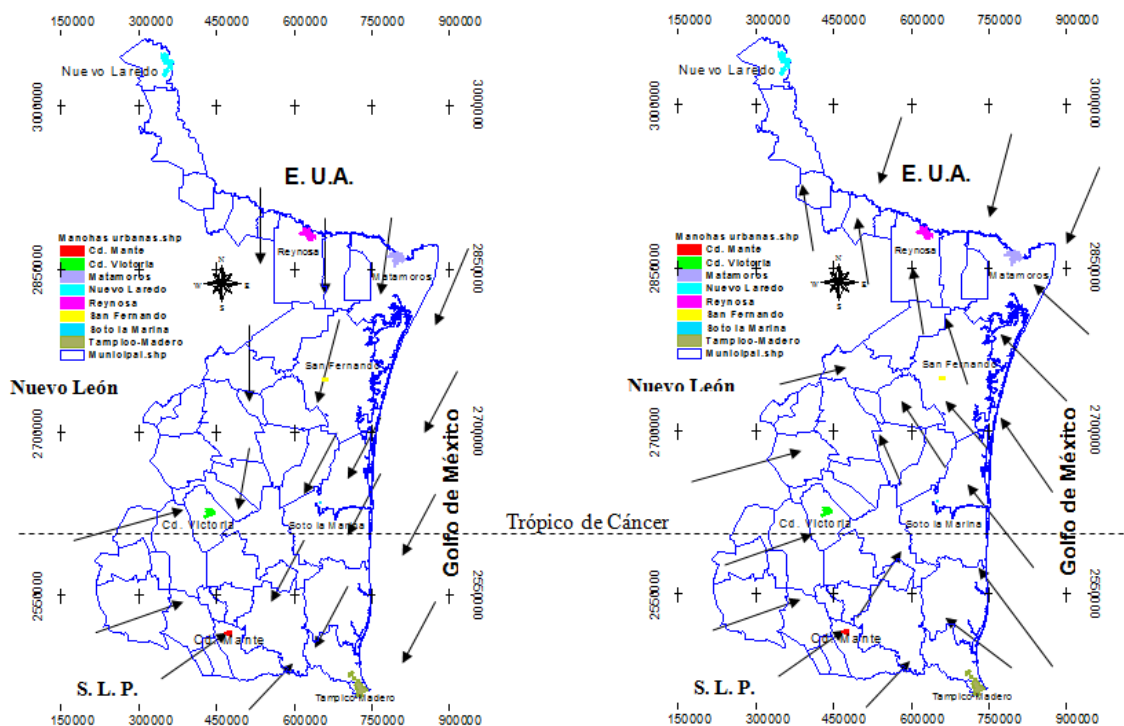 150000 300000 450000 600000 750000 900000
Nuevo Laredo
3000000
3000000
E. U.A.
Manchas urbanas.shp
Cd. Mante
Cd. Victoria
Matamoros
Nuevo Laredo
Reynosa
San Fernando
Soto la Marina
Tampico-Madero
Municipal.shp
N
W E
S
Reynosa
Matamoros
2850000
2850000
San Fernando
Nuevo León
2700000
2700000
Golfo de México
Cd. Victoria
Soto la Marina
2550000
2550000
Cd. Mante
S. L. P.
Tampico-Madero
150000 300000 450000 600000 750000 900000
Trópico de Cáncer
150000 300000 450000 600000 750000 900000
Nuevo Laredo
3000000
3000000
E. U.A.
Manchas urbanas.shp
Cd. Mante
Cd. Victoria
Matamoros
Nuevo Laredo
Reynosa
San Fernando
Soto la Marina
Tampico-Madero
Municipal.shp
N
W E
S
Reynosa
Matamoros
2850000
2850000
San Fernando
Nuevo León
2700000
2700000
Golfo de México
Cd. Victoria
Soto la Marina
2550000
2550000
Cd. Mante
S. L. P.
Tampico-Madero
150000 300000 450000 600000 750000 900000